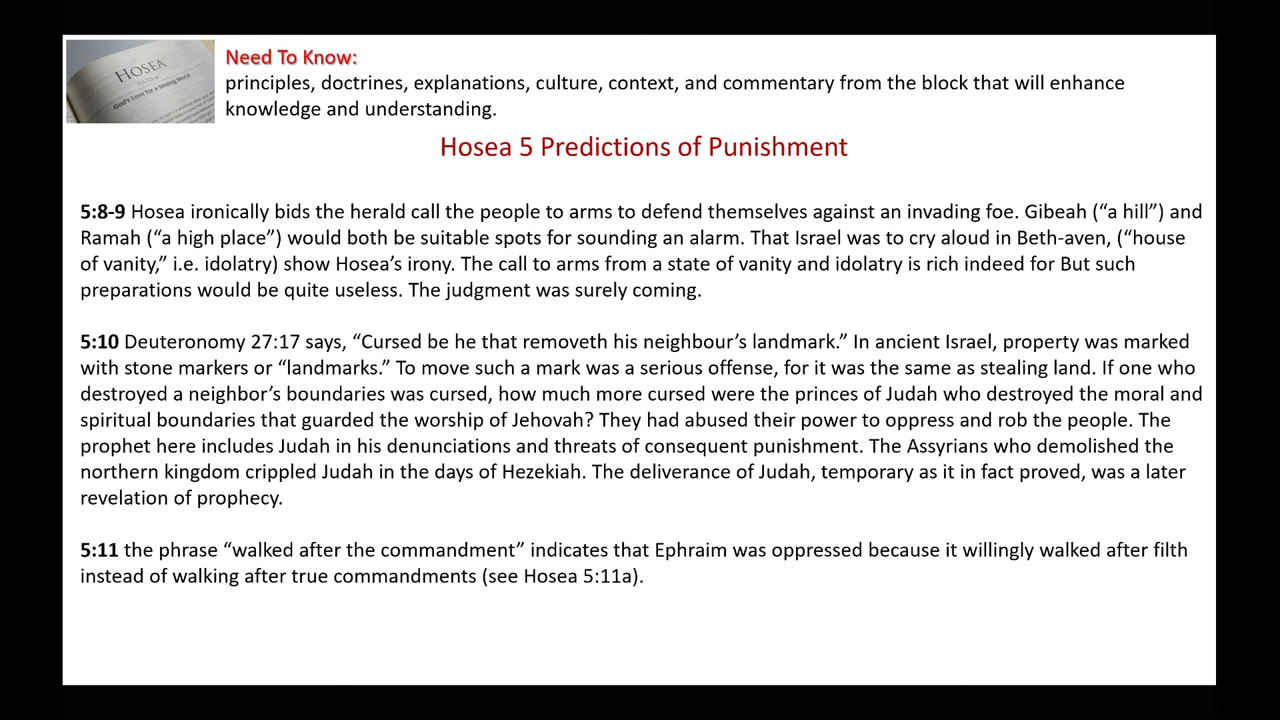 HOSEA
God's Love for a Sleeping World
Need To Know:
principles, doctrines, explanations, culture, context, and commentary from the block that will enhance
knowledge and understanding.
Hosea 5 Predictions of Punishment
5:8-9 Hosea ironically bids the herald call the people to arms to defend themselves against an invading foe. Gibeah (“a hill”) and
Ramah (“a high place”) would both be suitable spots for sounding an alarm. That Israel was to cry aloud in Beth-aven, (“house
of vanity,” i.e. idolatry) show Hosea’s irony. The call to arms from a state of vanity and idolatry is rich indeed for But such
preparations would be quite useless. The judgment was surely coming.
5:10 Deuteronomy 27:17 says, “Cursed be he that removeth his neighbour’s landmark.” In ancient Israel, property was marked
with stone markers or “landmarks.” To move such a mark was a serious offense, for it was the same as stealing land. If one who
destroyed a neighbor’s boundaries was cursed, how much more cursed were the princes of Judah who destroyed the moral and
spiritual boundaries that guarded the worship of Jehovah? They had abused their power to oppress and rob the people. The
prophet here includes Judah in his denunciations and threats of consequent punishment. The Assyrians who demolished the
northern kingdom crippled Judah in the days of Hezekiah. The deliverance of Judah, temporary as it in fact proved, was a later
revelation of prophecy.
5:11 the phrase “walked after the commandment” indicates that Ephraim was oppressed because it willingly walked after filth
instead of walking after true commandments (see Hosea 5:11a).